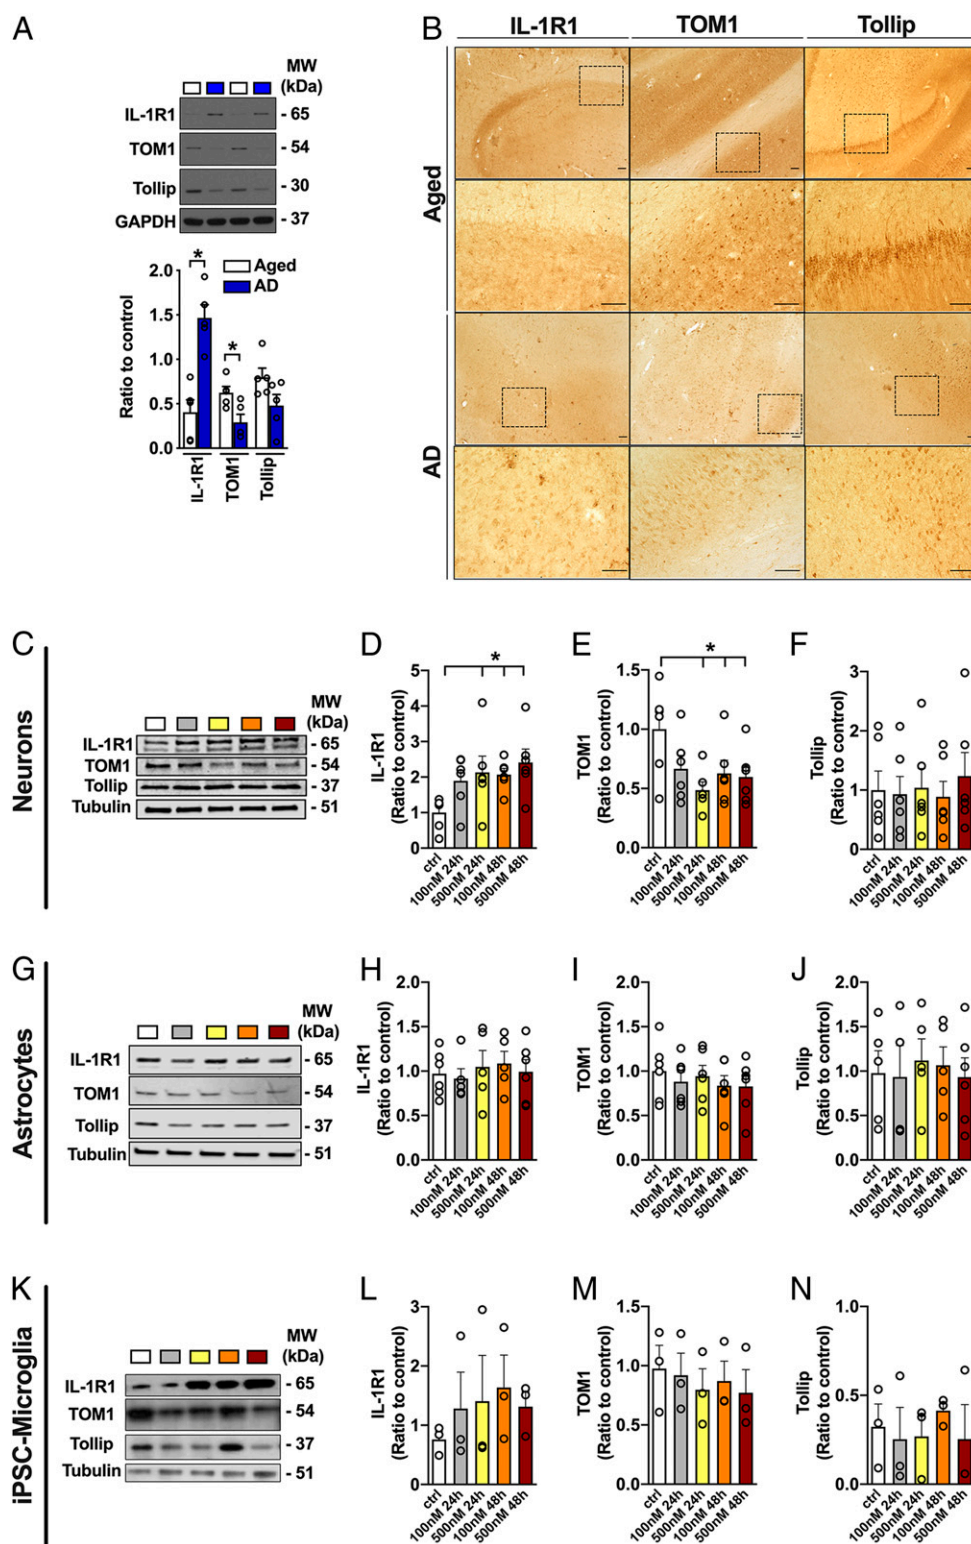 A
MW
(kDa)
IL-1R1 - 65
TOM1 - 54
Tollip - 30
GAPDH - 37
Aged
AD
Ratio to control
2.0
1.5
1.0
0.5
0.0
*
*
IL-1R1
TOM1
Tollip
B
IL-1R1 TOM1 Tollip
Aged
AD
Neurons
C
MW
(kDa)
IL-1R1 - 65
TOM1 - 54
Tollip - 37
Tubulin - 51
D
IL-1R1
(Ratio to control)
5
4
3
2
1
0
*
ctrl
100nM 24h
500nM 24h
100nM 48h
500nM 48h
E
TOM1
(Ratio to control)
1.5
1.0
0.5
0.0
*
ctrl
100nM 24h
500nM 24h
100nM 48h
500nM 48h
F
Tollip
(Ratio to control)
3
2
1
0
ctrl
100nM 24h
500nM 24h
100nM 48h
500nM 48h
Astrocytes
G
MW
(kDa)
IL-1R1 - 65
TOM1 - 54
Tollip - 37
Tubulin - 51
H
IL-1R1
(Ratio to control)
2.0
1.5
1.0
0.5
0.0
ctrl
100nM 24h
500nM 24h
100nM 48h
500nM 48h
I
TOM1
(Ratio to control)
2.0
1.5
1.0
0.5
0.0
ctrl
100nM 24h
500nM 24h
100nM 48h
500nM 48h
J
Tollip
(Ratio to control)
2.0
1.5
1.0
0.5
0.0
ctrl
100nM 24h
500nM 24h
100nM 48h
500nM 48h
iPSC-Microglia
K
MW
(kDa)
IL-1R1 - 65
TOM1 - 54
Tollip - 37
Tubulin - 51
L
IL-1R1
(Ratio to control)
3
2
1
0
ctrl
100nM 24h
500nM 24h
100nM 48h
500nM 48h
M
TOM1
(Ratio to control)
1.5
1.0
0.5
0.0
ctrl
100nM 24h
500nM 24h
100nM 48h
500nM 48h
N
Tollip
(Ratio to control)
1.0
0.5
0.0
ctrl
100nM 24h
500nM 24h
100nM 48h
500nM 48h